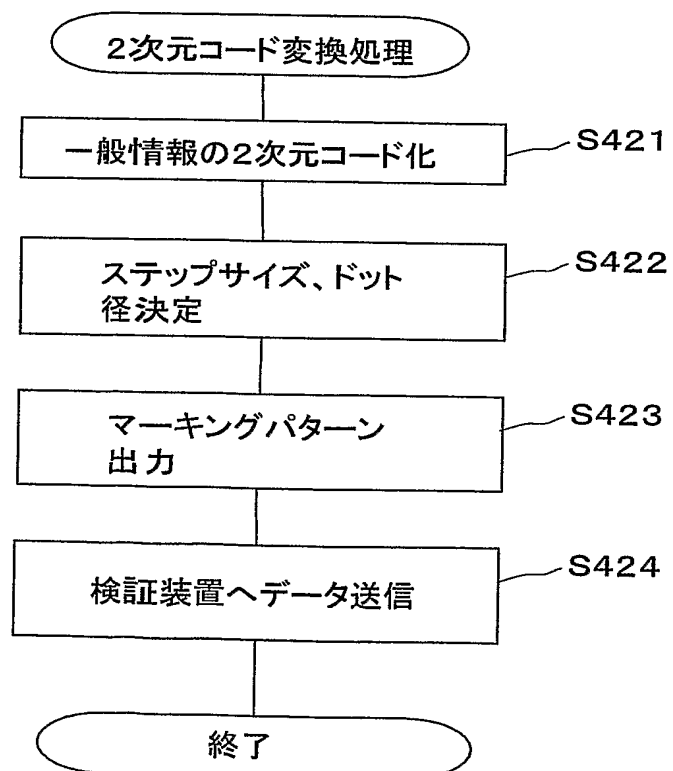 2次元コード変換処理
一般情報の2次元コード化
S421
ステップサイズ、ドット
径決定
S422
マーキングパターン
出力
S423
検証装置へデータ送信
S424
終了